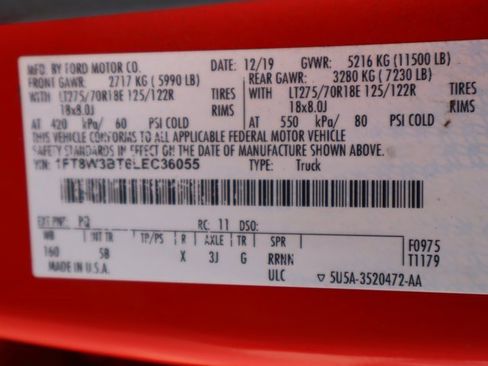 MFD. BY FORD MOTOR CO. 12/19 GVWR: 5216 KG (11500 LB)
FRONT GAWR: 2717 KG (5990 LB) REAR GAWR: 3280 KG (7230 LB)
WITH LT275/70R18E 125/122R TIRES WITH LT275/70R18E 125/122R TIRES
18x8.0J RIMS 18x8.0J RIMS
AT 420 kPa/ 60 PSI COLD AT 550 kPa/ 80 PSI COLD
THIS VEHICLE CONFORMS TO ALL APPLICABLE FEDERAL MOTOR VEHICLE
SAFETY STANDARDS IN EFFECT ON THE DATE OF MANUFACTURE SHOWN ABOVE.
VIN: 1FT8W3BT6LEC36055 TYPE: Truck
EXT PNT: PQ RC: 11 DSO:
WB INT TR TP/PS R AXLE TR SPR F0975
160 5B X 3J G RRNN T1179
MADE IN U.S.A. ULC ▽ 5U5A-3520472-AA